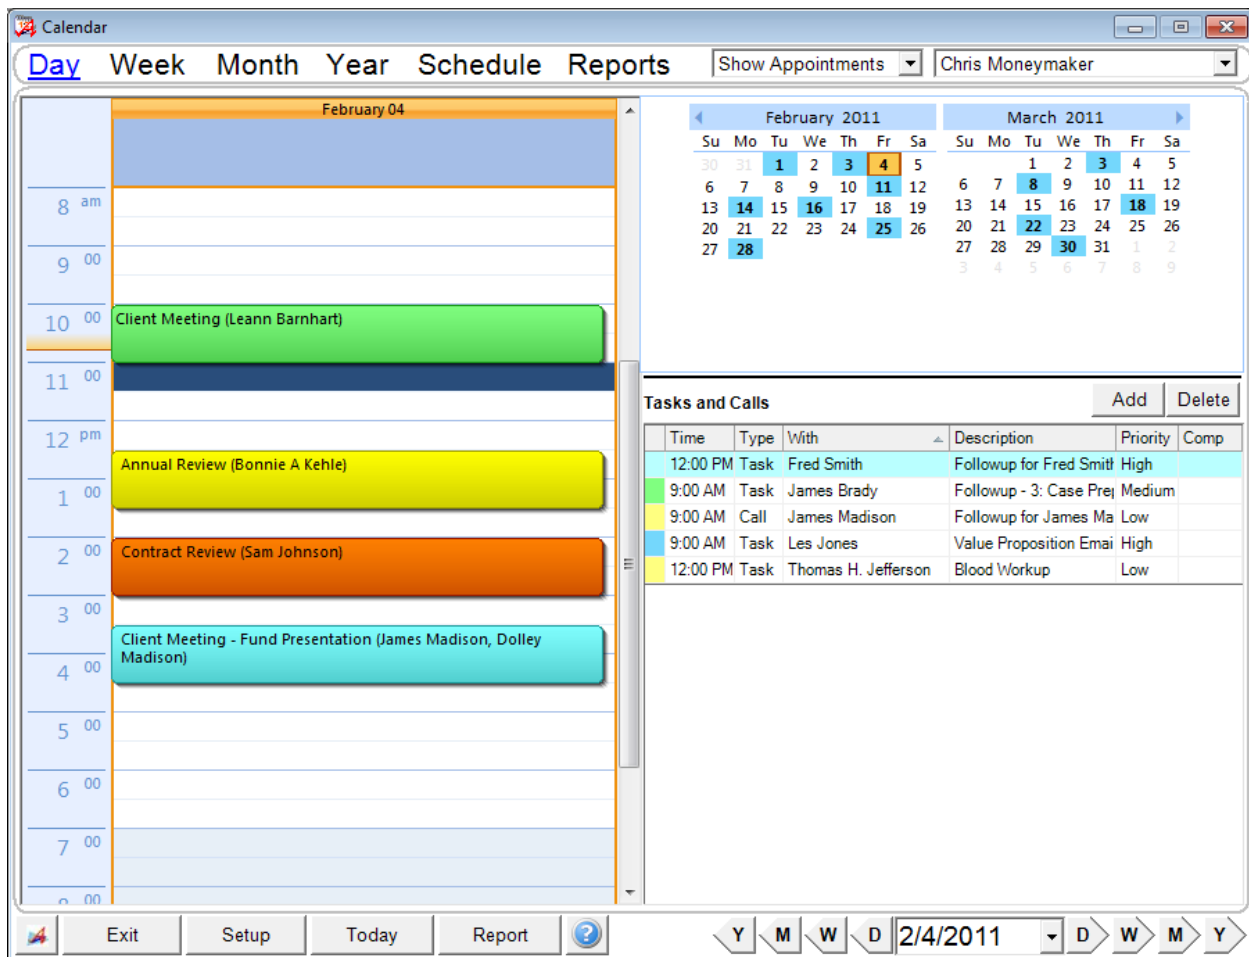 Calendar
Day Week Month Year Schedule Reports Show Appointments Chris Moneymaker
February 04
8 am
9 00
10 00
11 00
12 pm
1 00
2 00
3 00
4 00
5 00
6 00
7 00
00
Client Meeting (Leann Barnhart)
Annual Review (Bonnie A Kehle)
Contract Review (Sam Johnson)
Client Meeting - Fund Presentation (James Madison, Dolley
Madison)
February 2011
Su Mo Tu We Th Fr Sa
30 31 1 2 3 4 5
6 7 8 9 10 11 12
13 14 15 16 17 18 19
20 21 22 23 24 25 26
27 28
March 2011
Su Mo Tu We Th Fr Sa
1 2 3 4 5
6 7 8 9 10 11 12
13 14 15 16 17 18 19
20 21 22 23 24 25 26
27 28 29 30 31 1 2
3 4 5 6 7 8 9
Tasks and Calls Add Delete
Time Type With Description Priority Comp
12:00 PM Task Fred Smith Followup for Fred Smith High
9:00 AM Task James Brady Followup - 3: Case Prep Medium
9:00 AM Call James Madison Followup for James Ma Low
9:00 AM Task Les Jones Value Proposition Emai High
12:00 PM Task Thomas H. Jefferson Blood Workup Low
Exit Setup Today Report ? Y M W D 2/4/2011 D W M Y